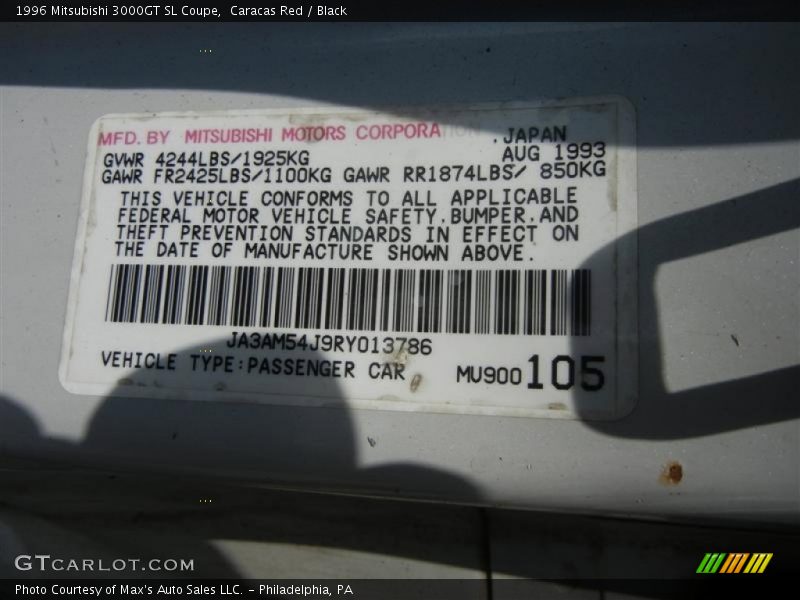 1996 Mitsubishi 3000GT SL Coupe,  Caracas Red / Black
MFD. BY MITSUBISHI MOTORS CORPORATION .JAPAN
GVWR 4244LBS/1925KG AUG 1993
GAWR FR2425LBS/1100KG GAWR RR1874LBS/ 850KG
THIS VEHICLE CONFORMS TO ALL APPLICABLE
FEDERAL MOTOR VEHICLE SAFETY.BUMPER.AND
THEFT PREVENTION STANDARDS IN EFFECT ON
THE DATE OF MANUFACTURE SHOWN ABOVE.
JA3AM54J9RY013786
VEHICLE TYPE:PASSENGER CAR MU900105
GTCARLOT.COM
Photo Courtesy of Max's Auto Sales LLC. - Philadelphia, PA